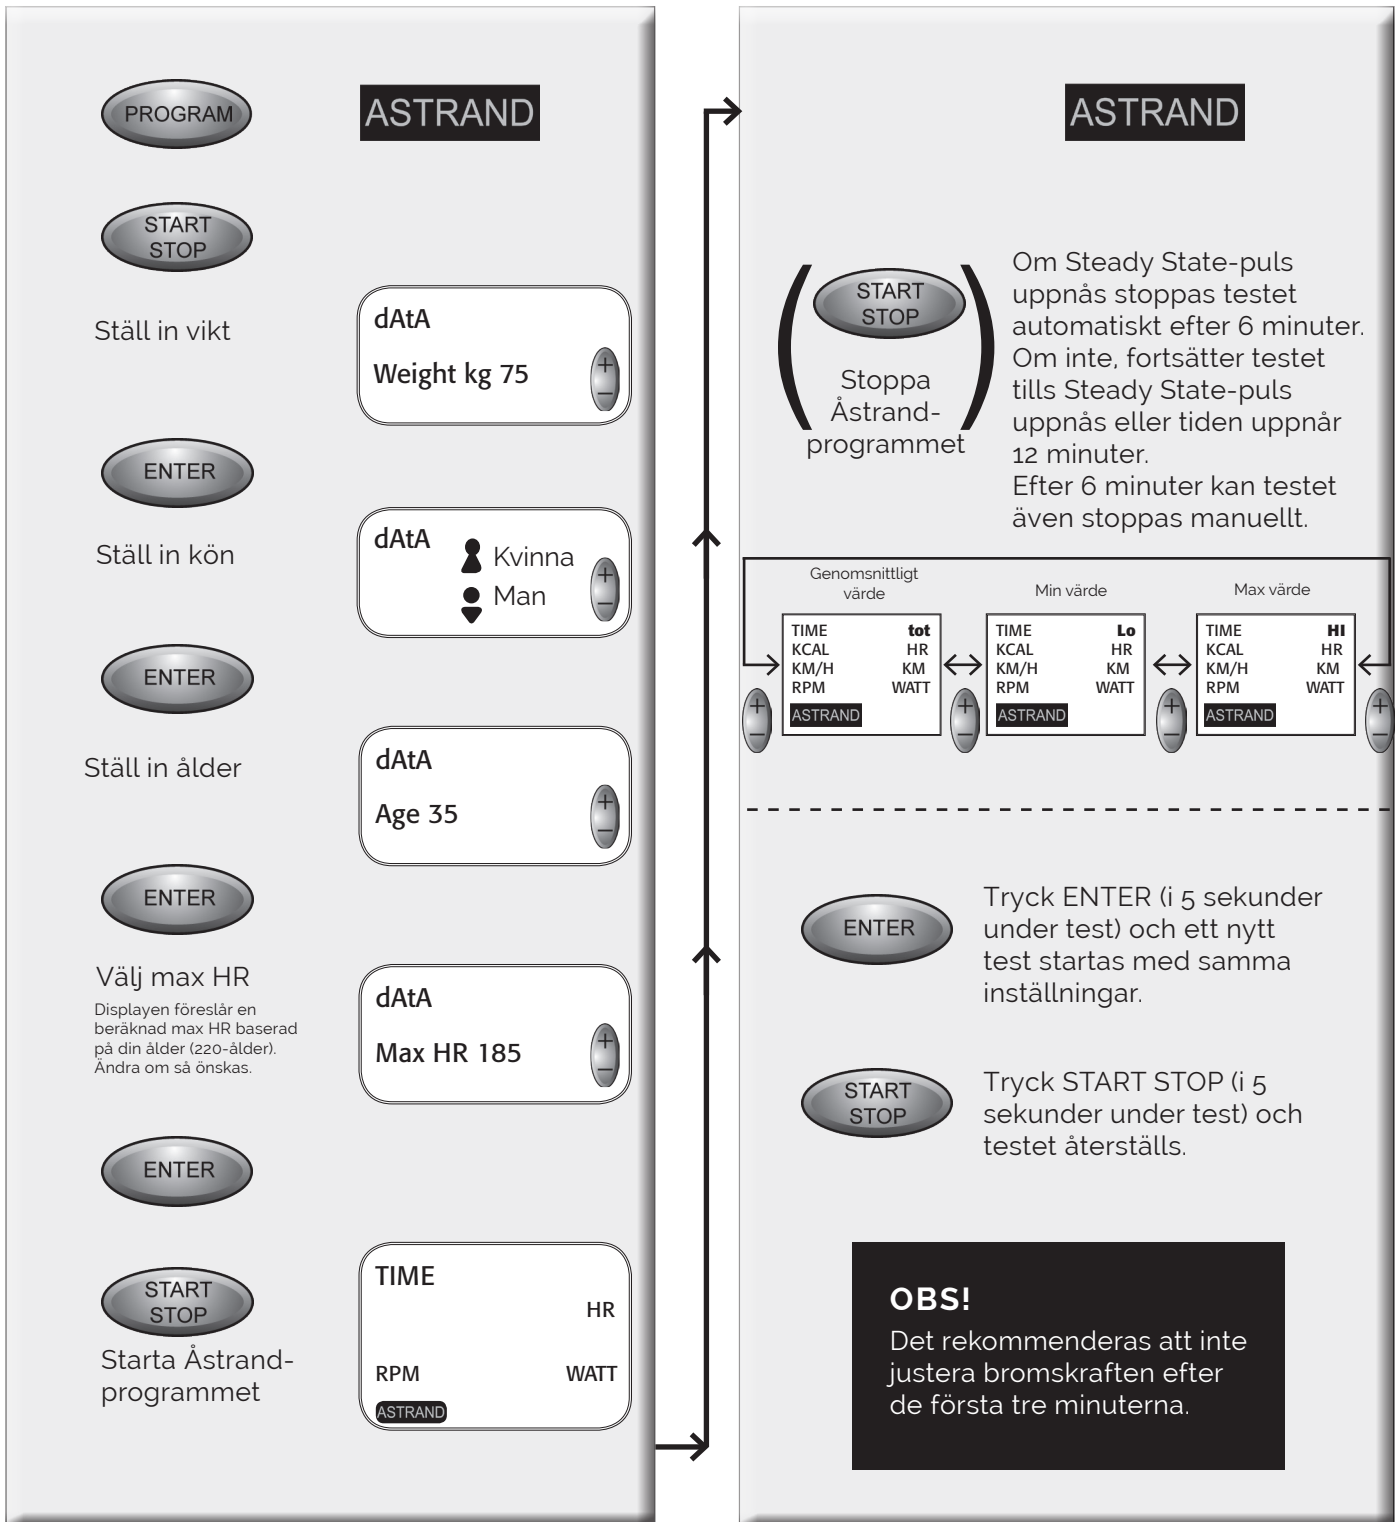 PROGRAM
ASTRAND
START
STOP
Ställ in vikt
dAtA
Weight kg 75
+
−
ENTER
Ställ in kön
dAtA
Kvinna
Man
+
−
ENTER
Ställ in ålder
dAtA
Age 35
+
−
ENTER
Välj max HR
Displayen föreslår en
beräknad max HR baserad
på din ålder (220-ålder).
Ändra om så önskas.
dAtA
Max HR 185
+
−
ENTER
START
STOP
Starta Åstrand-
programmet
TIME
HR
RPM WATT
ASTRAND
ASTRAND
(
START
STOP
)
Stoppa
Åstrand-
programmet
Om Steady State-puls
uppnås stoppas testet
automatiskt efter 6 minuter.
Om inte, fortsätter testet
tills Steady State-puls
uppnås eller tiden uppnår
12 minuter.
Efter 6 minuter kan testet
även stoppas manuellt.
Genomsnittligt
värde
TIME tot
KCAL HR
KM/H KM
RPM WATT
ASTRAND
+
−
Min värde
TIME Lo
KCAL HR
KM/H KM
RPM WATT
ASTRAND
+
−
Max värde
TIME HI
KCAL HR
KM/H KM
RPM WATT
ASTRAND
+
−
+
−
ENTER
Tryck ENTER (i 5 sekunder
under test) och ett nytt
test startas med samma
inställningar.
START
STOP
Tryck START STOP (i 5
sekunder under test) och
testet återställs.
OBS!
Det rekommenderas att inte
justera bromskraften efter
de första tre minuterna.